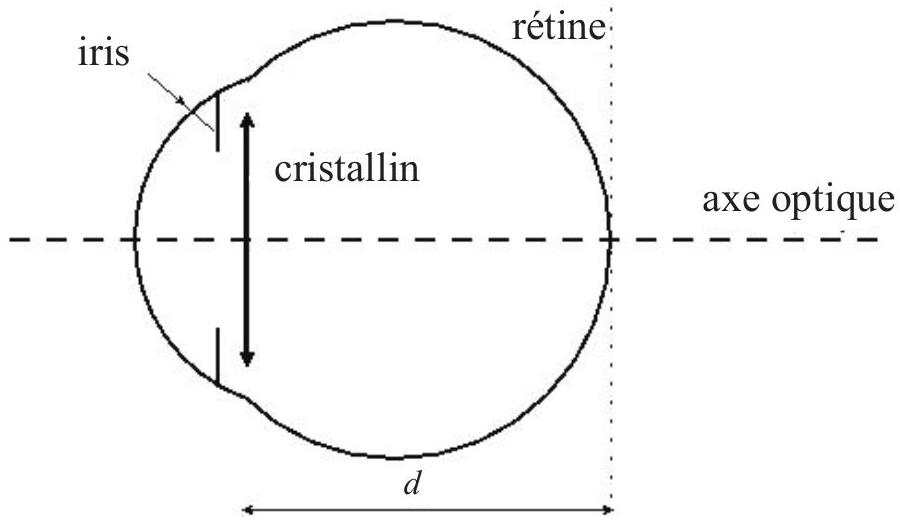 rétine
iris
cristallin
axe optique
d